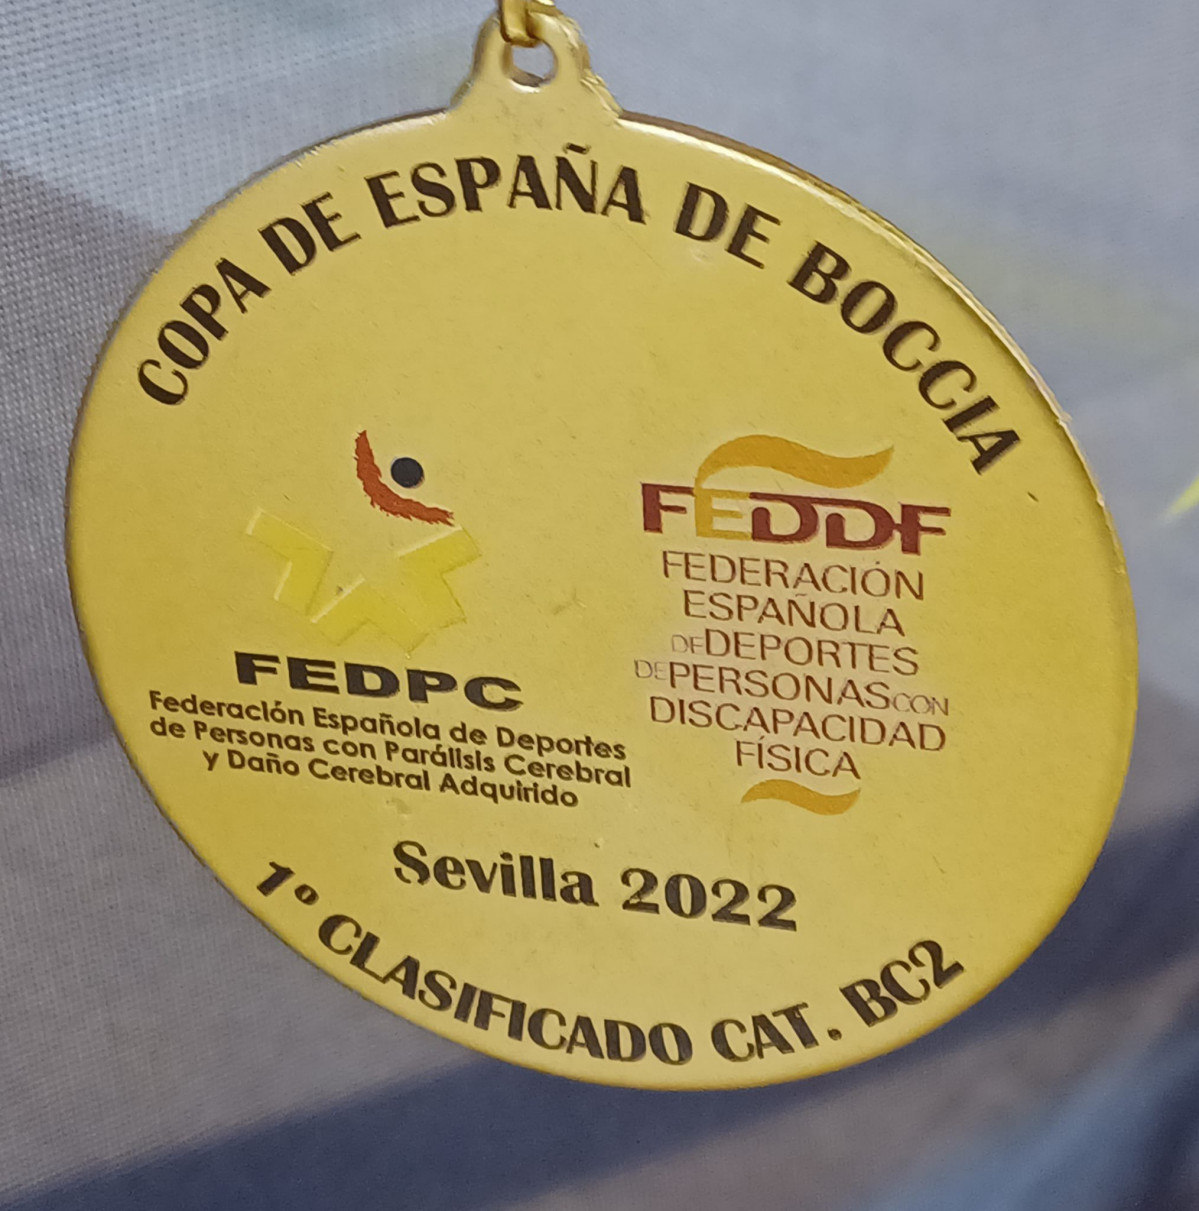 COPA DE ESPAÑA DE BOCCIA
FEDPC
Federación Española de Deportes
de Personas con Parálisis Cerebral
y Daño Cerebral Adquirido
FEDDF
FEDERACIÓN
ESPAÑOLA
DEDEPORTES
DEPERSONASCON
DISCAPACIDAD
FÍSICA
Sevilla 2022
1º CLASIFICADO CAT. BC2